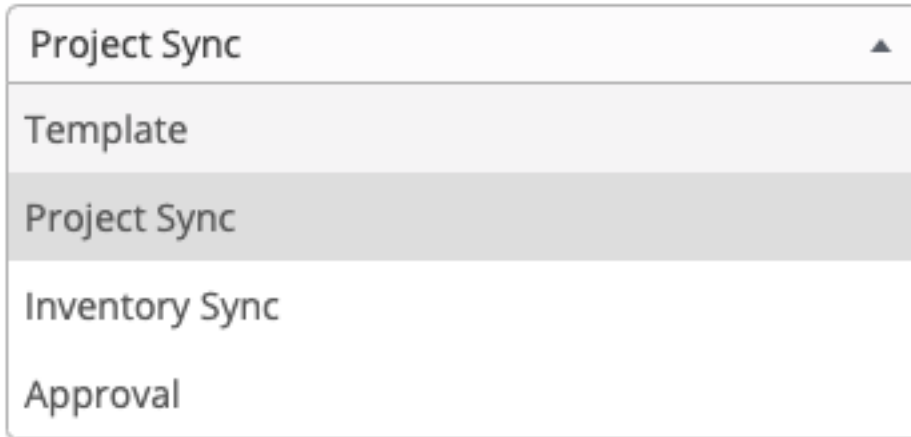 Project Sync
Template
Project Sync
Inventory Sync
Approval